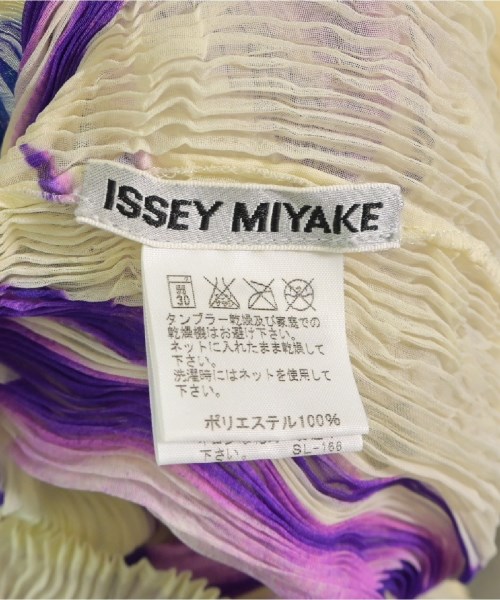 ISSEY MIYAKE
弱
30
タンブラー乾燥及び家庭での
乾燥機はお避け下さい。
ネットに入れたまま乾燥して
下さい。
洗濯時にはネットを使用して
下さい。
ポリエステル100%
下さい。 SL-168